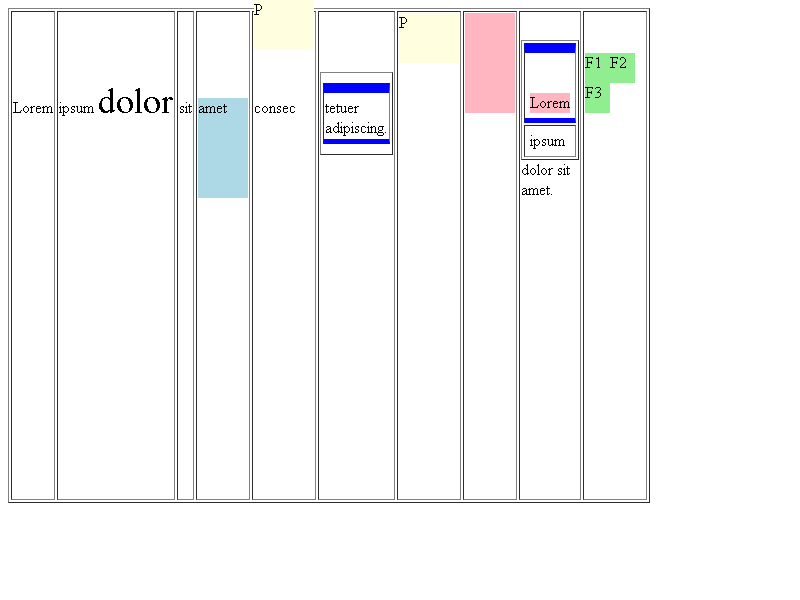 P
P
F1 F2
F3
Lorem
Lorem ipsum dolor sit amet consec tetuer
adipiscing.
ipsum
dolor sit
amet.